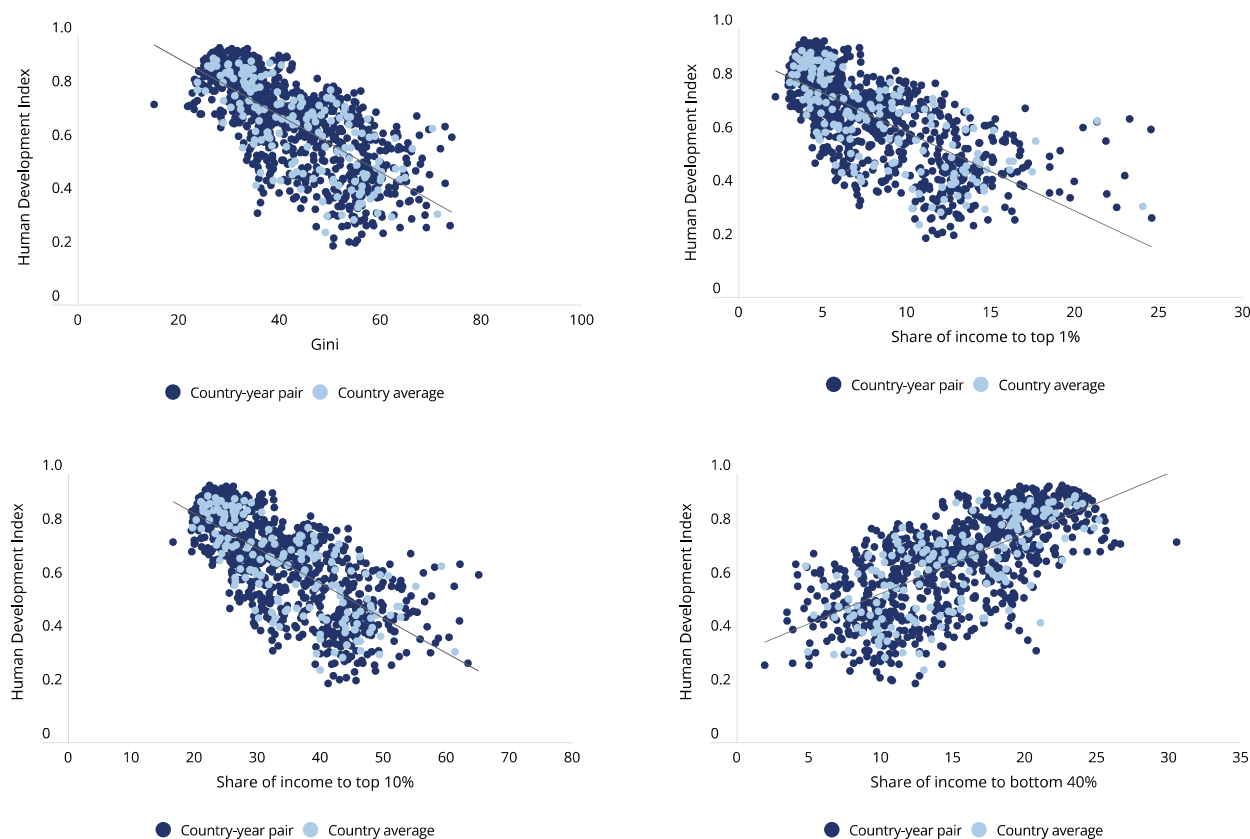 1.0
0.8
0.6
0.4
0.2
0
Human Development Index
0 20 40 60 80 100
Gini
Country-year pair Country average
1.0
0.8
0.6
0.4
0.2
0
Human Development Index
0 5 10 15 20 25 30
Share of income to top 1%
Country-year pair Country average
1.0
0.8
0.6
0.4
0.2
0
Human Development Index
0 10 20 30 40 50 60 70 80
Share of income to top 10%
Country-year pair Country average
1.0
0.8
0.6
0.4
0.2
0
Human Development Index
0 5 10 15 20 25 30 35
Share of income to bottom 40%
Country-year pair Country average